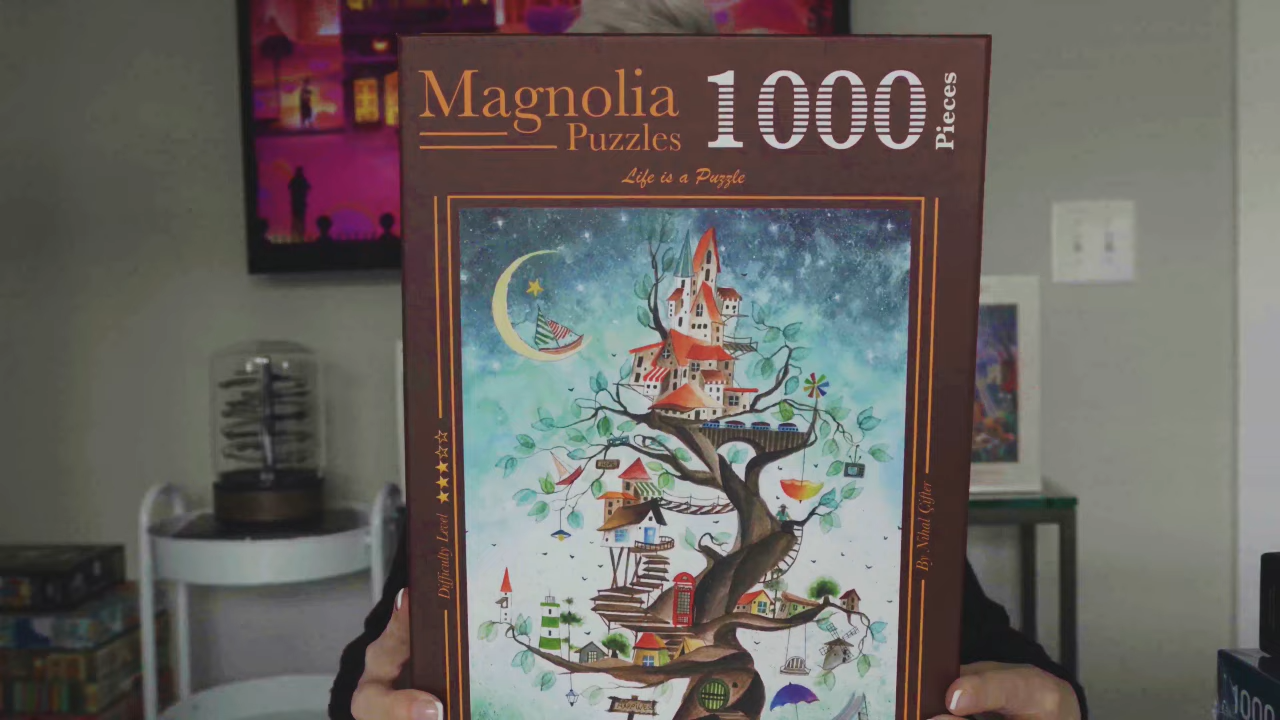 Magnolia
Puzzles
1000
Pieces
Life is a Puzzle
Difficulty Level
By Nihal Çifter